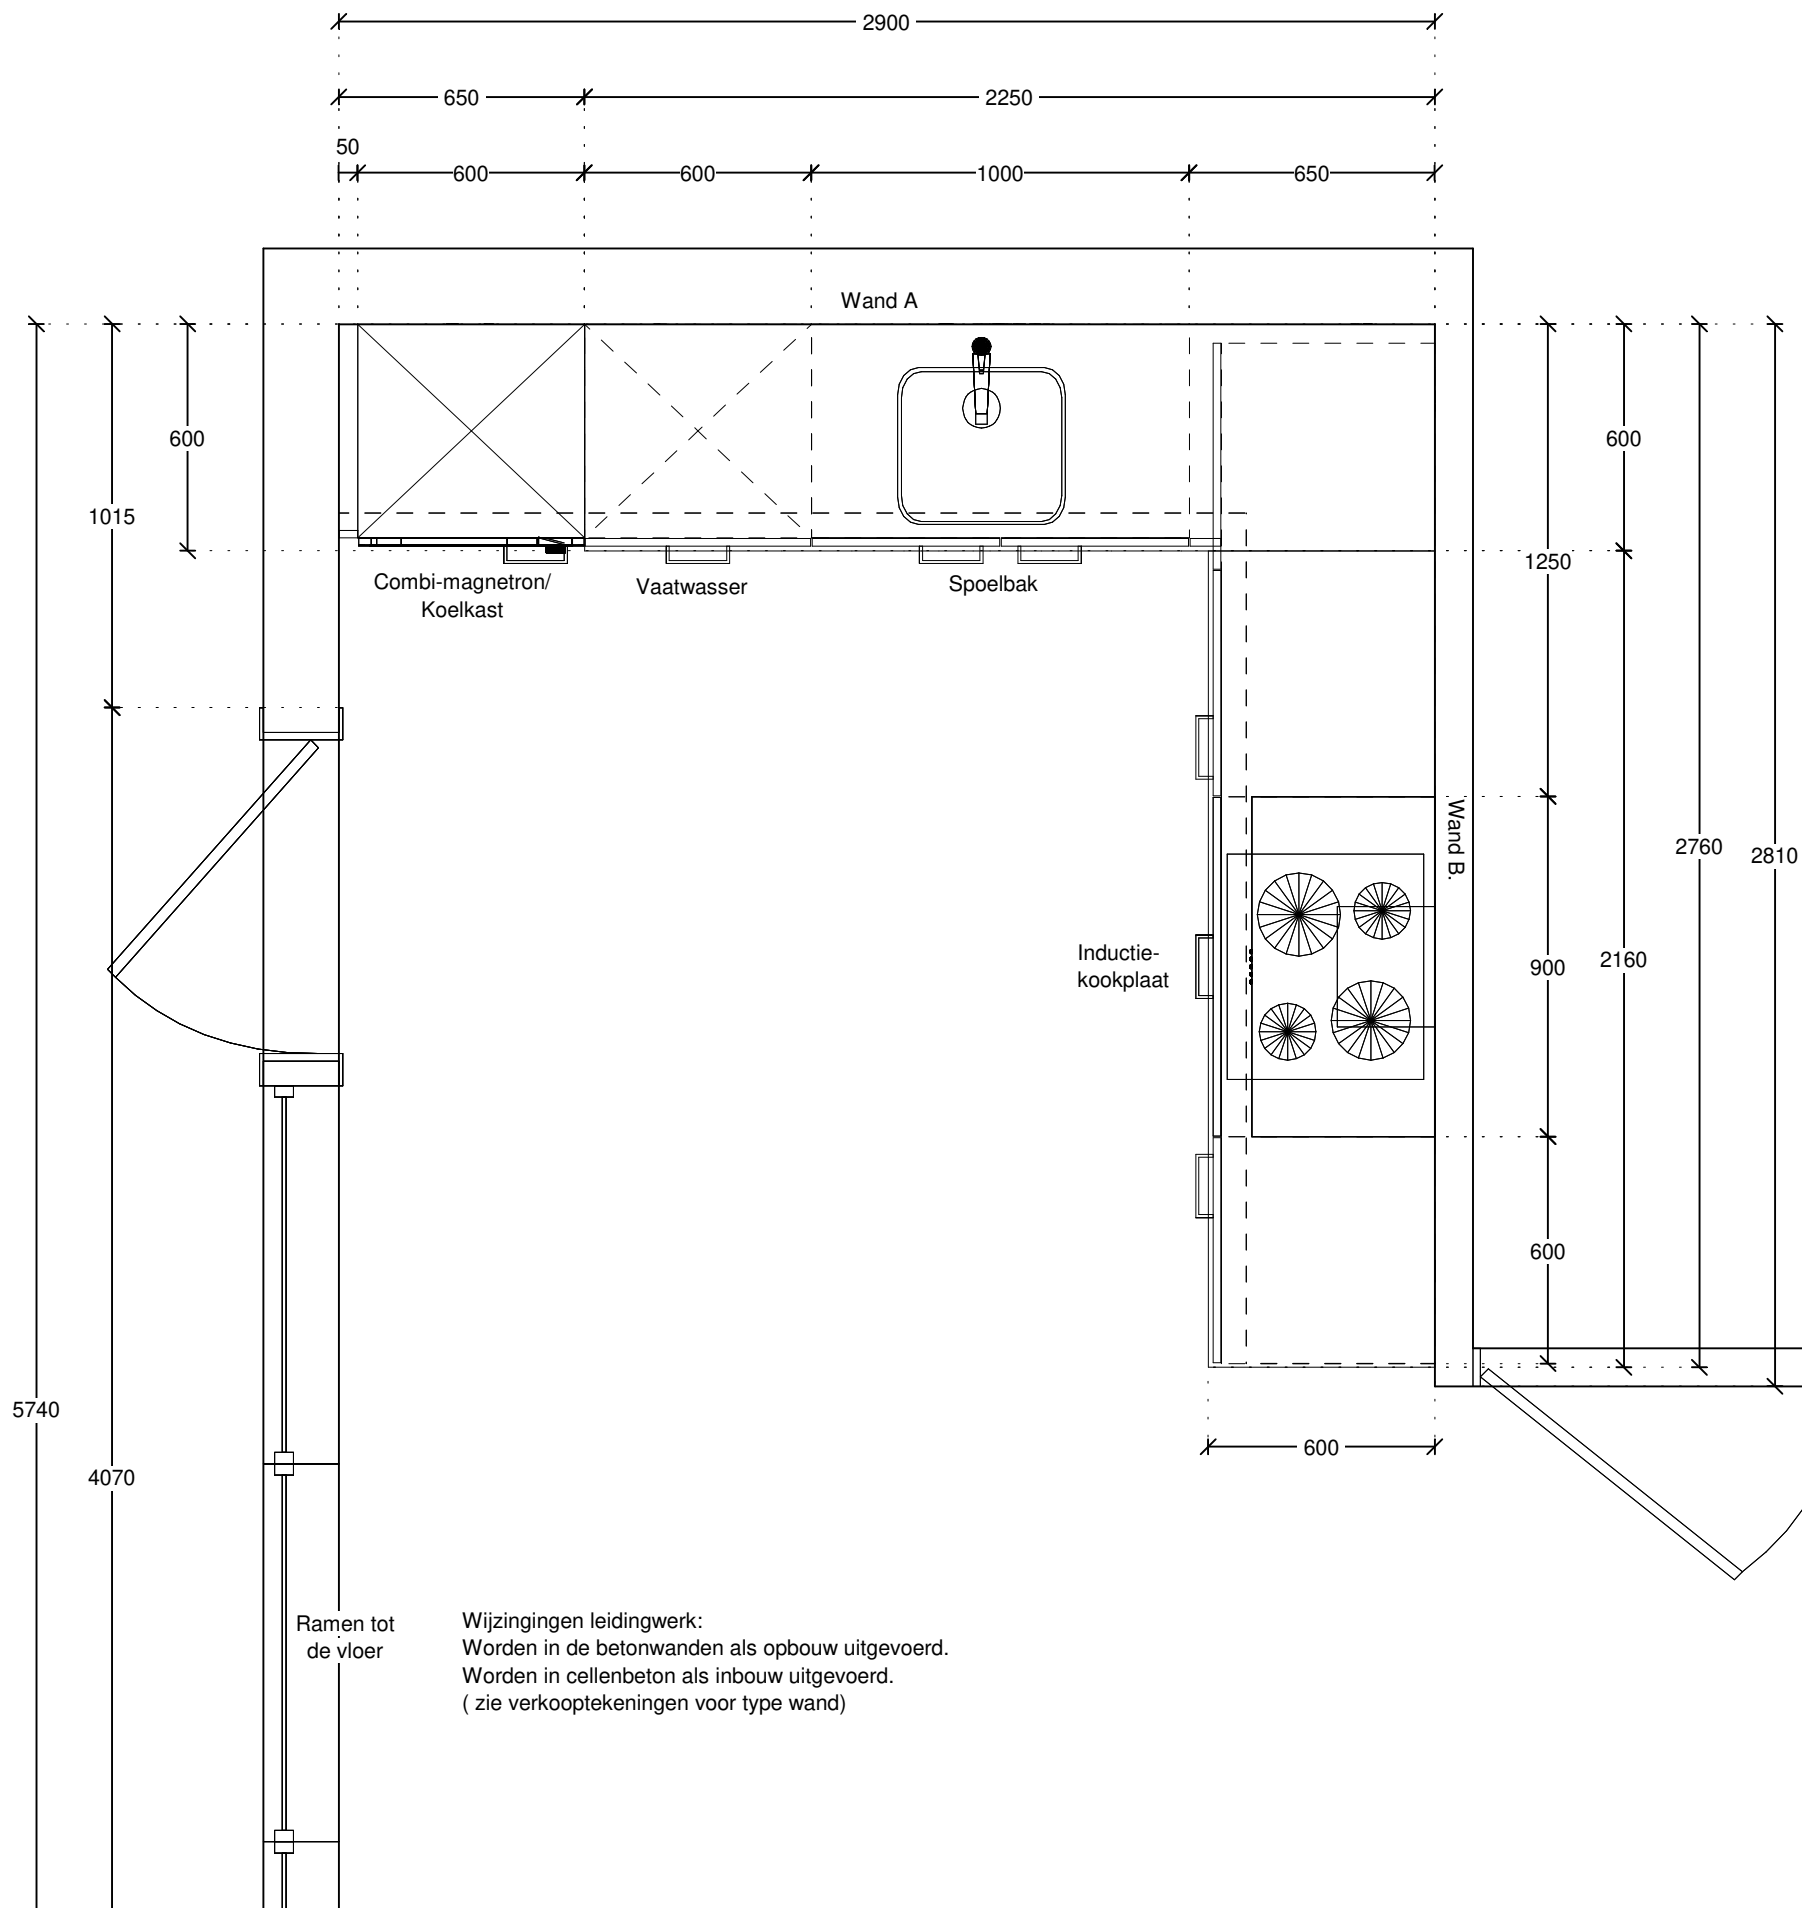 2900
650
2250
50
600
600
1000
650
Wand A
600
1015
600
1250
Combi-magnetron/
Koelkast
Vaatwasser
Spoelbak
Wand B.
2760
2810
Inductie-
kookplaat
900
2160
600
5740
4070
600
Ramen tot
de vloer
Wijzingingen leidingwerk:
Worden in de betonwanden als opbouw uitgevoerd.
Worden in cellenbeton als inbouw uitgevoerd.
( zie verkooptekeningen voor type wand)